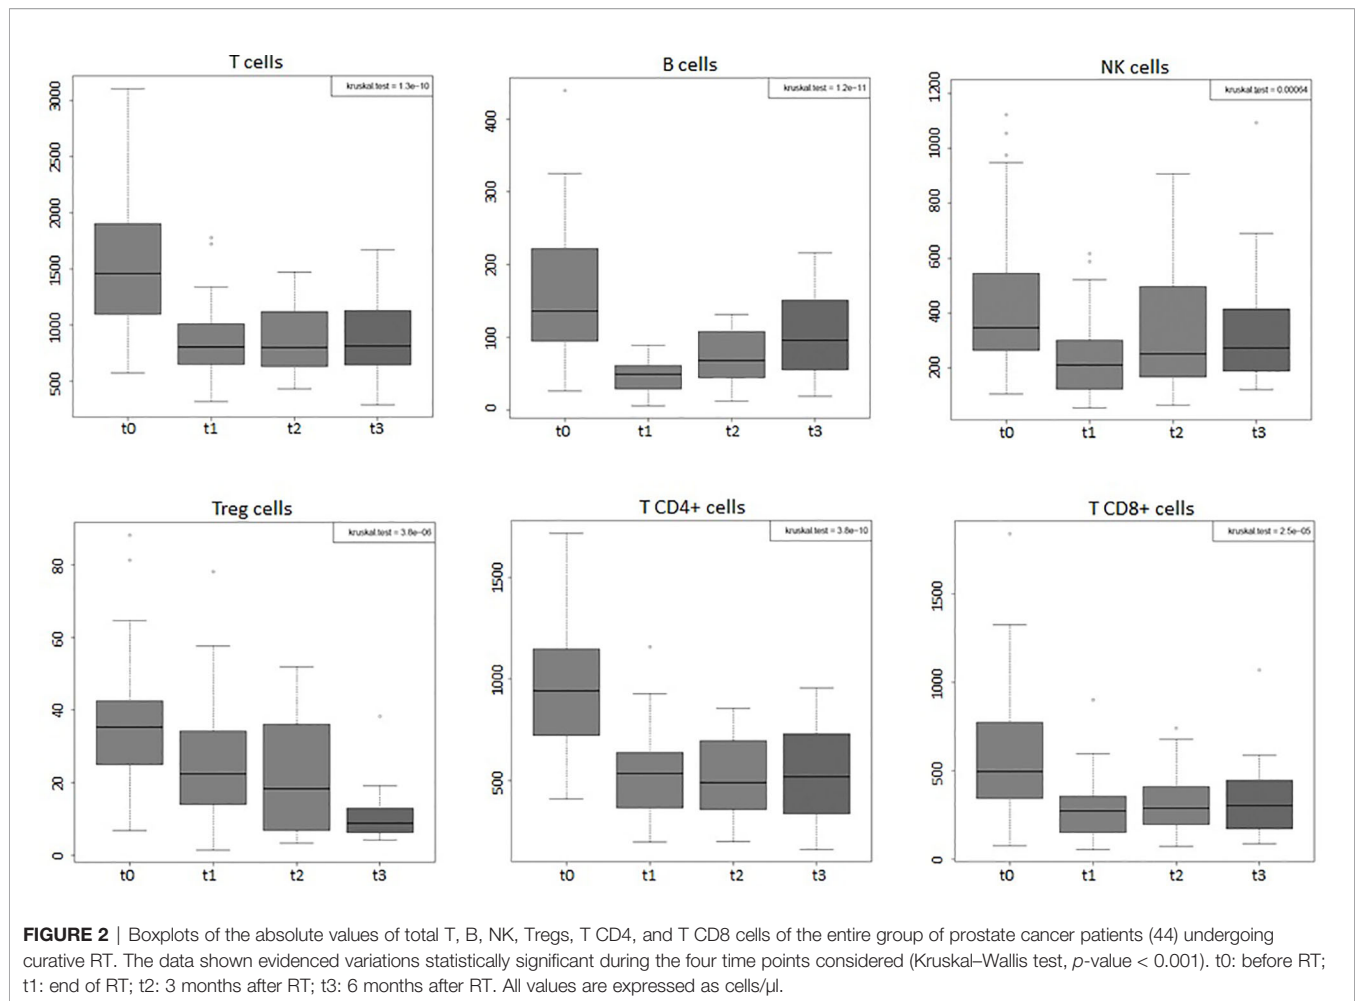 T cells
kruskal.test = 1.3e−10
3000
2500
2000
1500
1000
500
t0 t1 t2 t3
B cells
kruskal.test = 1.2e−11
400
300
200
100
0
t0 t1 t2 t3
NK cells
kruskal.test = 0.00064
1200
1000
800
600
400
200
t0 t1 t2 t3
Treg cells
kruskal.test = 3.8e−06
80
60
40
20
0
t0 t1 t2 t3
T CD4+ cells
kruskal.test = 3.8e−10
1500
1000
500
t0 t1 t2 t3
T CD8+ cells
kruskal.test = 2.5e−05
1500
1000
500
0
t0 t1 t2 t3
FIGURE 2 | Boxplots of the absolute values of total T, B, NK, Tregs, T CD4, and T CD8 cells of the entire group of prostate cancer patients (44) undergoing
curative RT. The data shown evidenced variations statistically significant during the four time points considered (Kruskal–Wallis test, p-value < 0.001). t0: before RT;
t1: end of RT; t2: 3 months after RT; t3: 6 months after RT. All values are expressed as cells/µl.